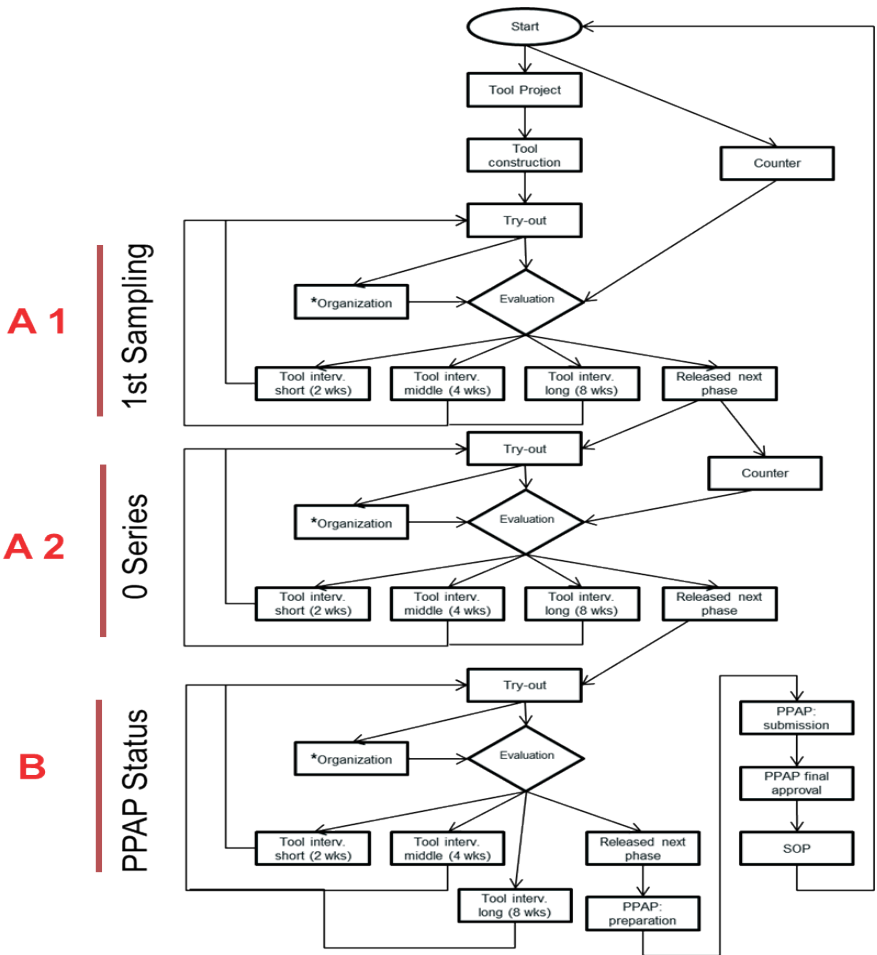 Start
Tool Project
Tool
construction
Counter
Try-out
A 1
1st Sampling
*Organization
Evaluation
Tool interv.
short (2 wks)
Tool interv.
middle (4 wks)
Tool interv.
long (8 wks)
Released next
phase
Try-out
Counter
A 2
0 Series
*Organization
Evaluation
Tool interv.
short (2 wks)
Tool interv.
middle (4 wks)
Tool interv.
long (8 wks)
Released next
phase
Try-out
B
PPAP Status
*Organization
Evaluation
Tool interv.
short (2 wks)
Tool interv.
middle (4 wks)
Tool interv.
long (8 wks)
Released next
phase
PPAP:
preparation
PPAP:
submission
PPAP final
approval
SOP